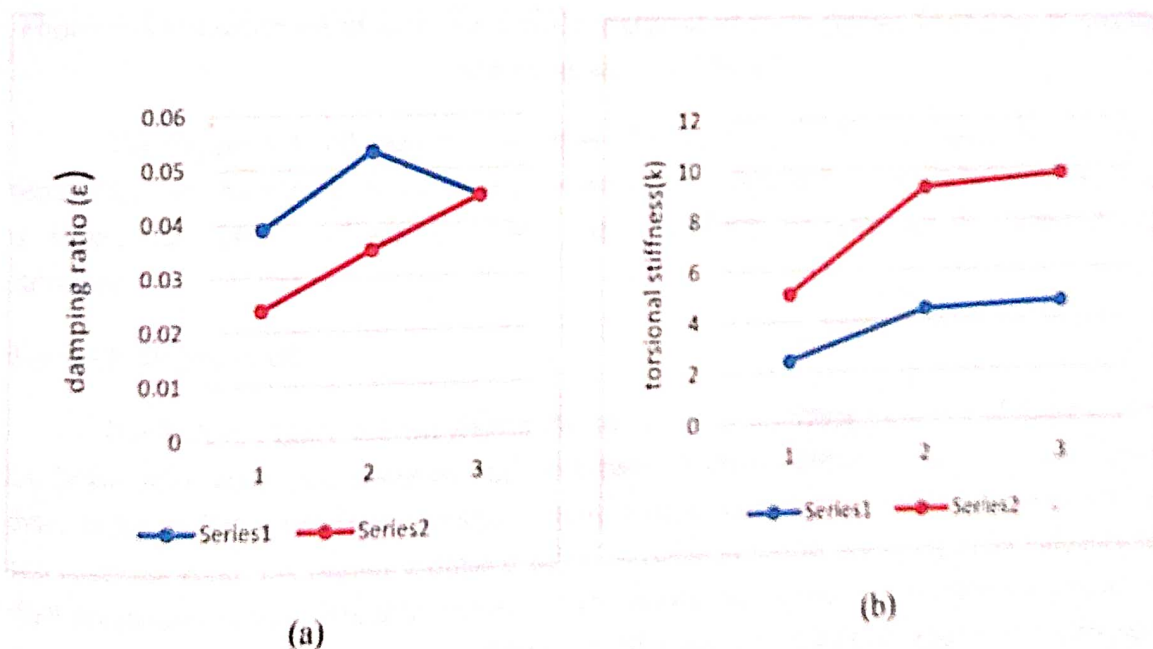 damping ratio (ε)
0.06
0.05
0.04
0.03
0.02
0.01
0
1 2 3
Series1 Series2
(a)
torsional stiffness(k)
12
10
8
6
4
2
0
1 2 3
Series1 Series2
(b)